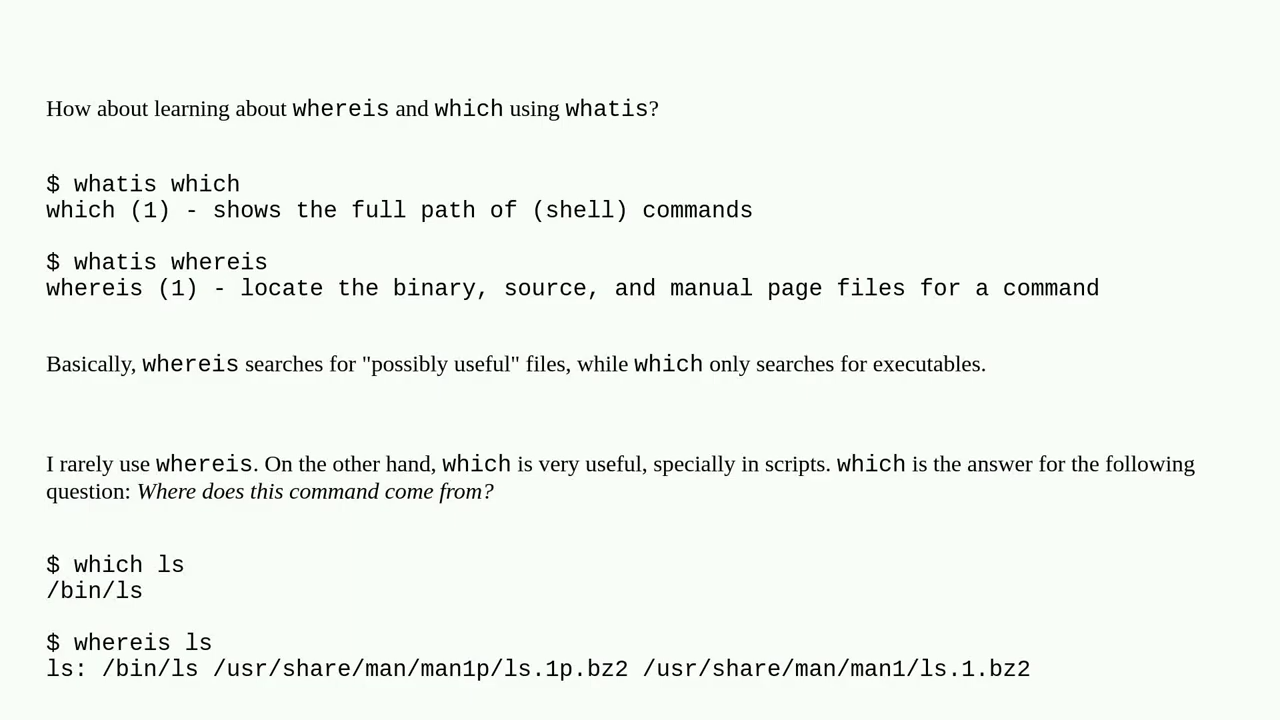 How about learning about whereis and which using whatis?
$ whatis which
which (1) - shows the full path of (shell) commands
$ whatis whereis
whereis (1) - locate the binary, source, and manual page files for a command
Basically, whereis searches for "possibly useful" files, while which only searches for executables.
I rarely use whereis. On the other hand, which is very useful, specially in scripts. which is the answer for the following
question: Where does this command come from?
$ which ls
/bin/ls
$ whereis ls
ls: /bin/ls /usr/share/man/man1p/ls.1p.bz2 /usr/share/man/man1/ls.1.bz2